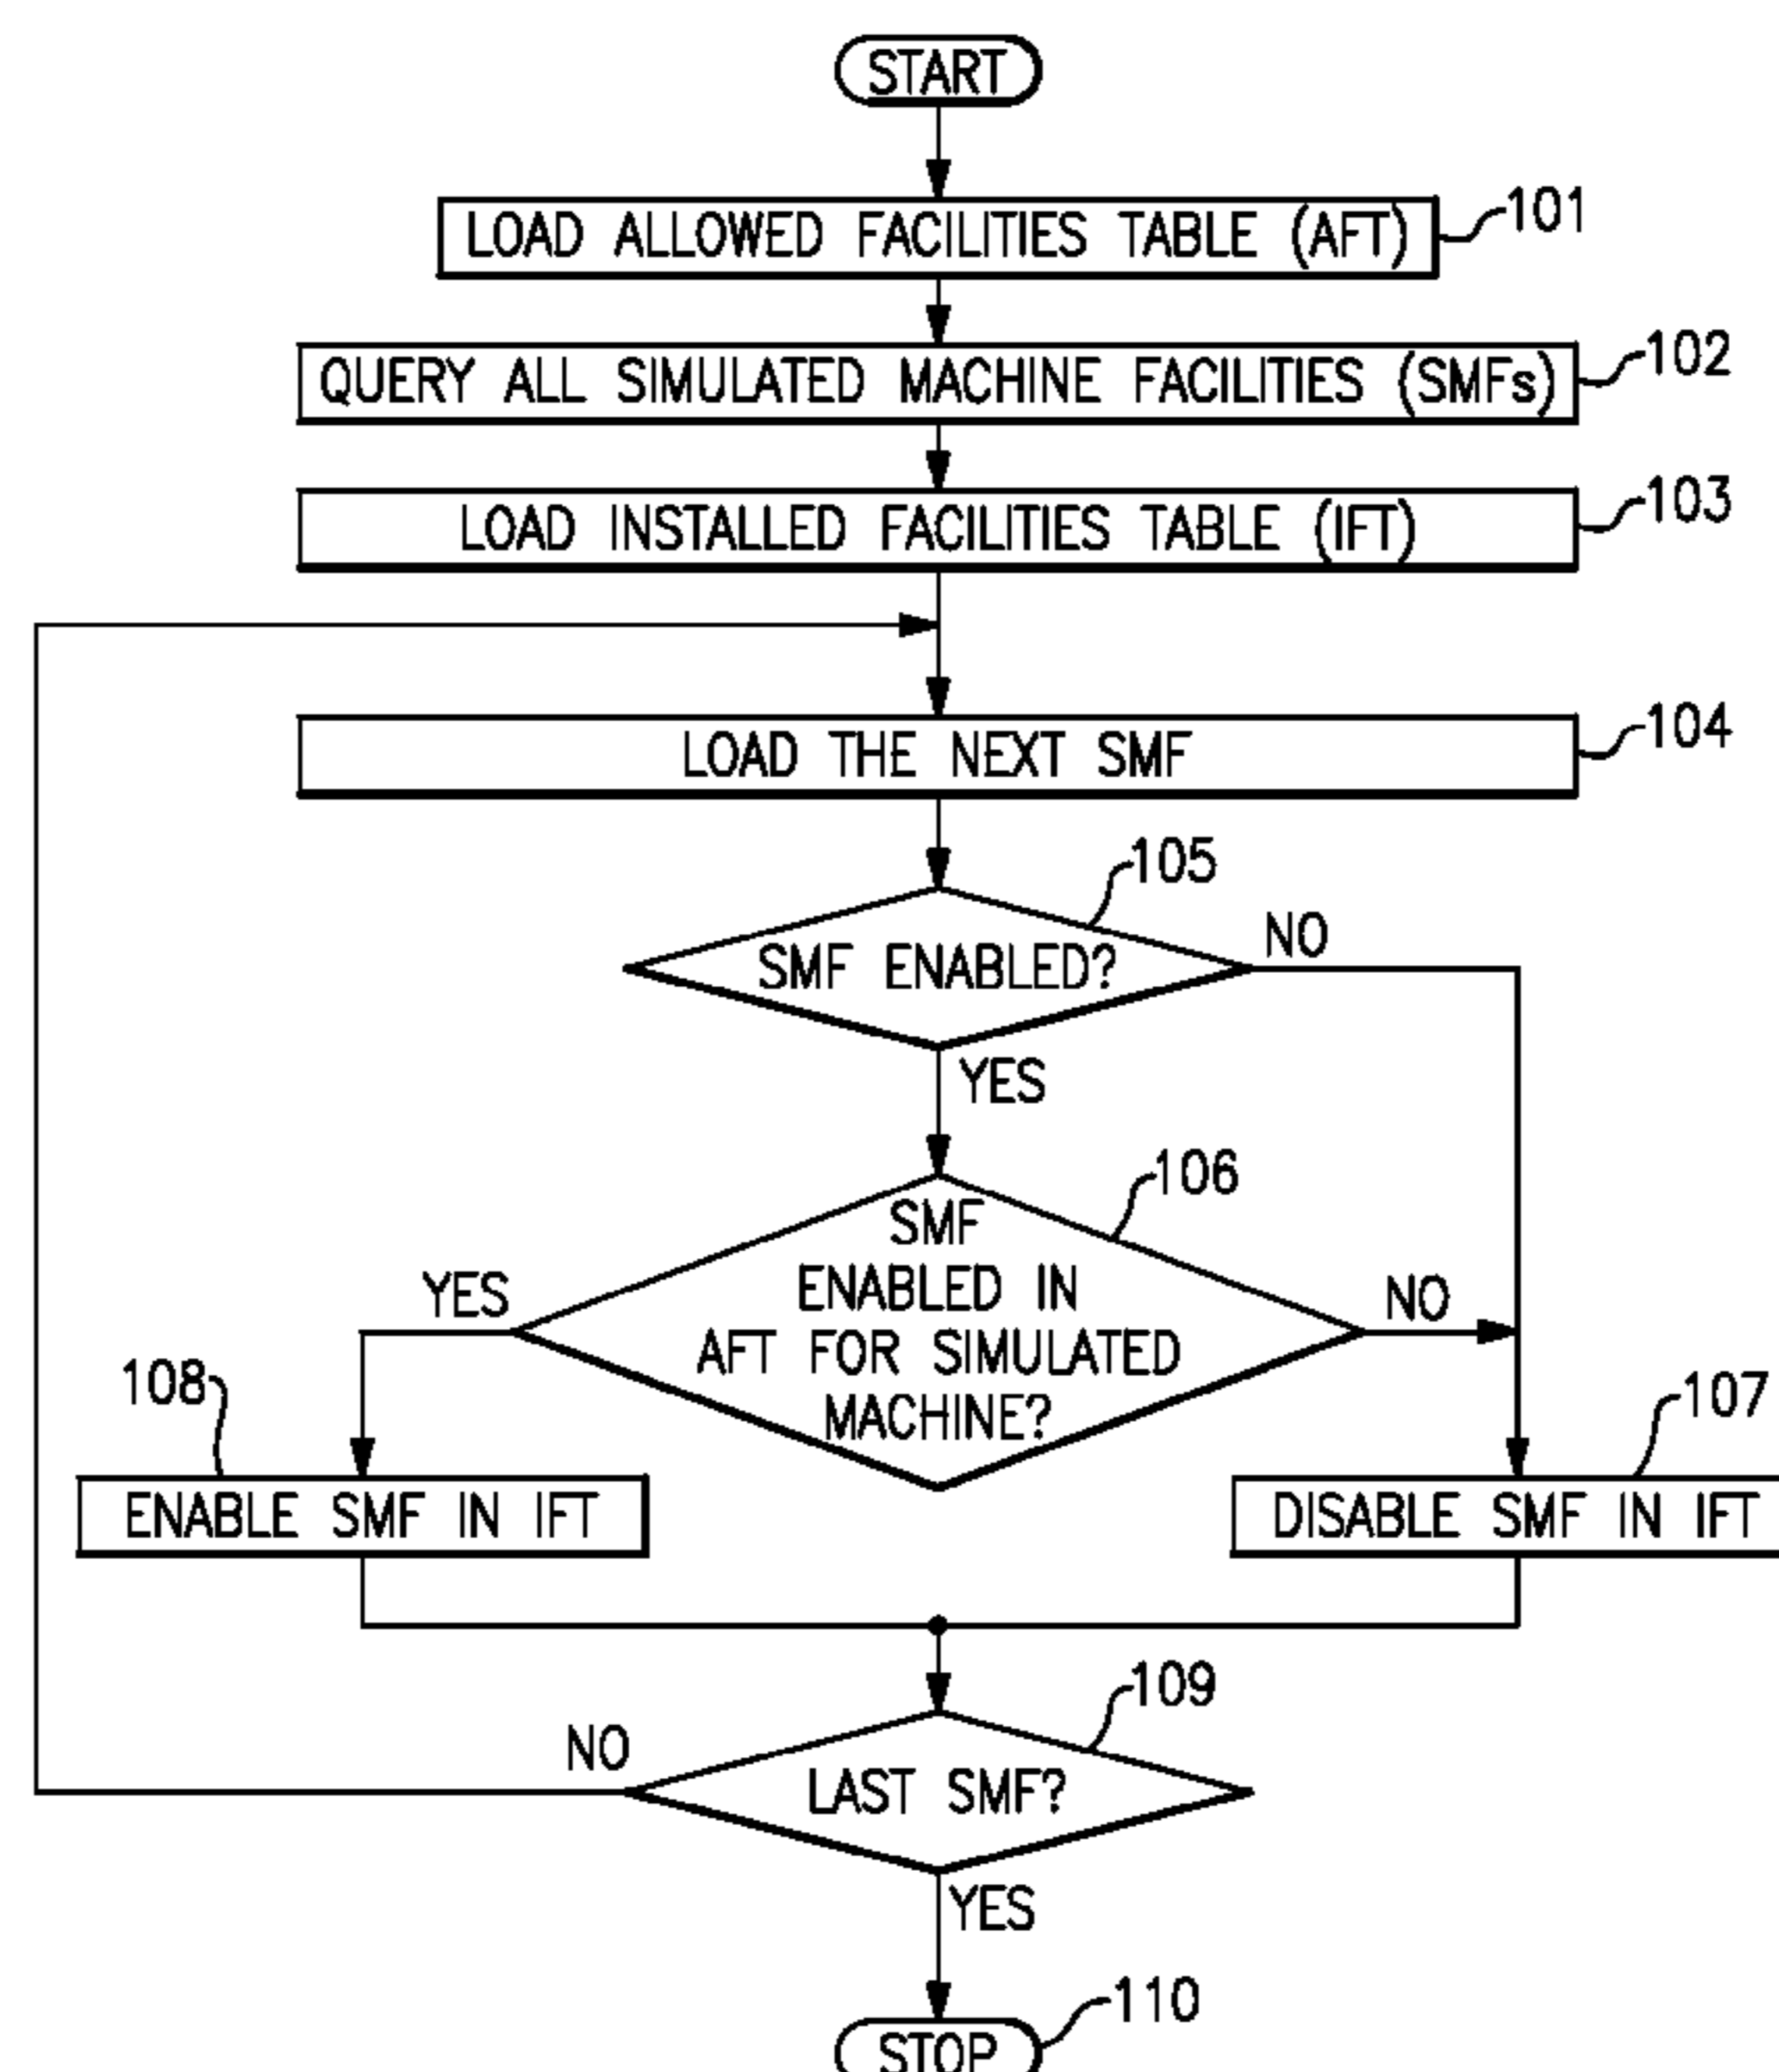 START
LOAD ALLOWED FACILITIES TABLE (AFT)
101
QUERY ALL SIMULATED MACHINE FACILITIES (SMFs)
102
LOAD INSTALLED FACILITIES TABLE (IFT)
103
LOAD THE NEXT SMF
104
105
SMF ENABLED?
NO
YES
106
SMF
ENABLED IN
AFT FOR SIMULATED
MACHINE?
YES
NO
108
107
ENABLE SMF IN IFT
DISABLE SMF IN IFT
109
LAST SMF?
NO
YES
110
STOP